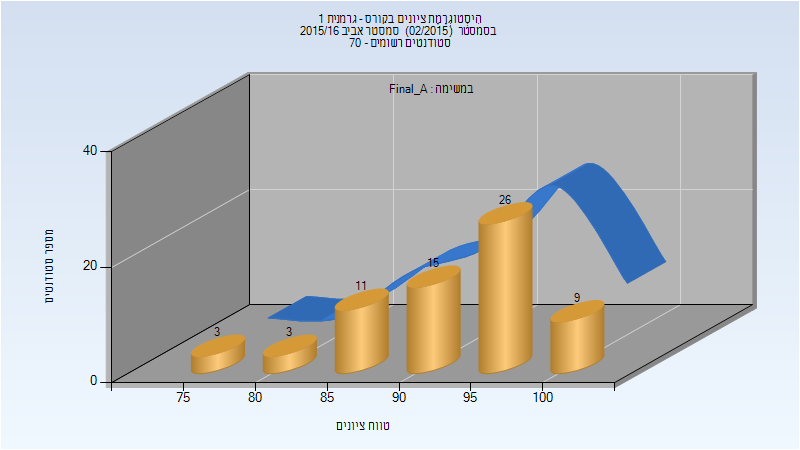 היסטוגרמת ציונים בקורס - גרמנית 1
בסמסטר (02/2015) סמסטר אביב 2015/16
סטודנטים רשומים - 70
במשימה : Final_A
מספר סטודנטים
40
20
0
3
3
11
15
26
9
75
80
85
90
95
100
טווח ציונים